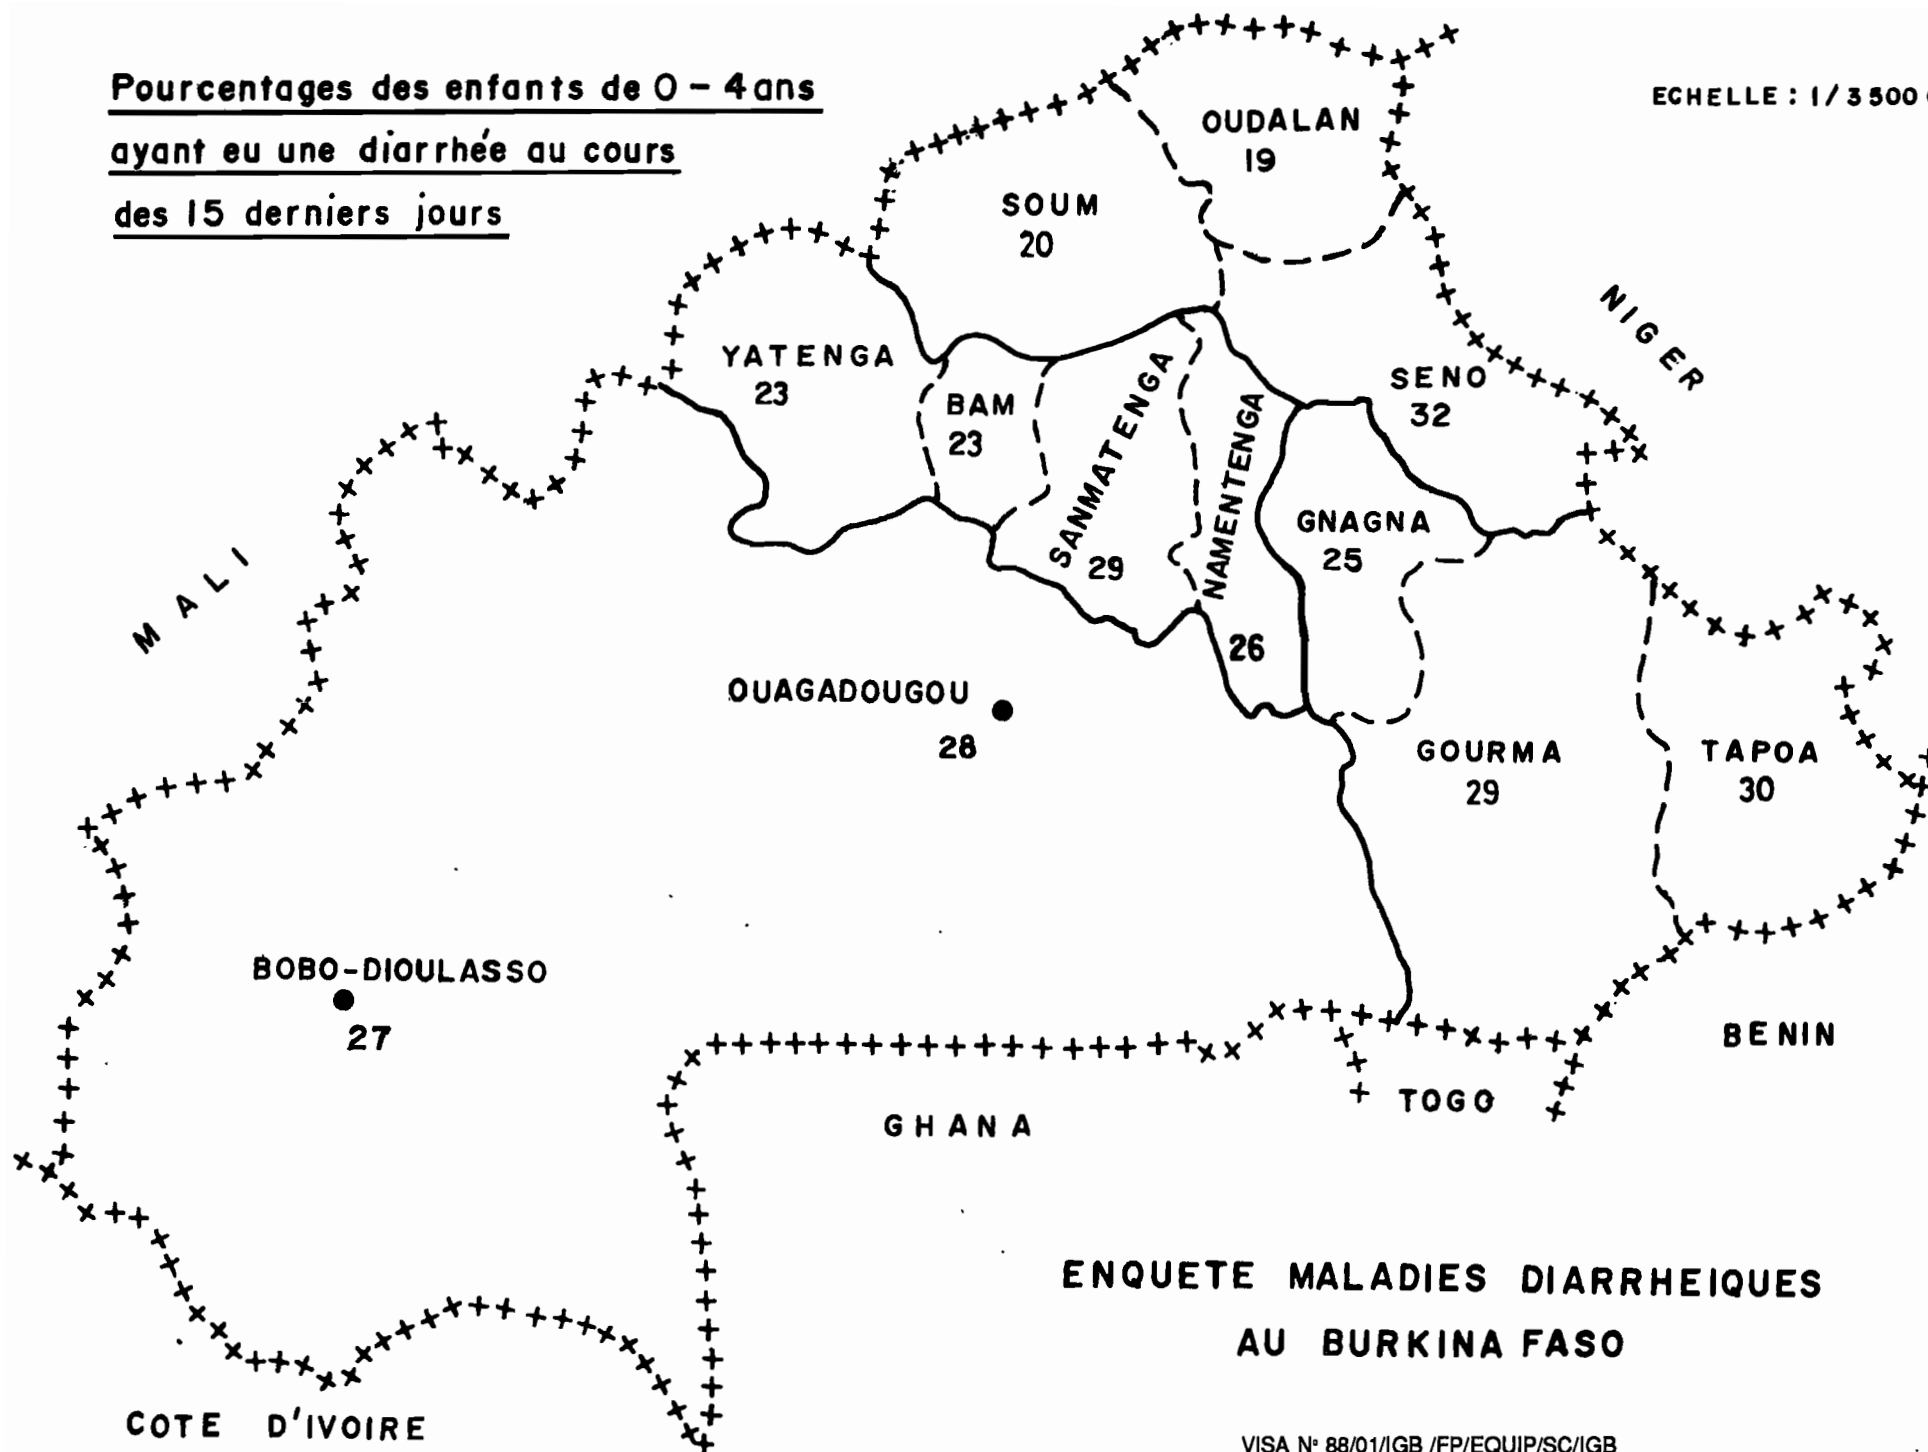 Pourcentages des enfants de 0 - 4 ans
ayant eu une diarrhée au cours
des 15 derniers jours
ECHELLE : 1/3500
OUDALAN
19
SOUM
20
NIGER
YATENGA
23
BAM
23
SENO
32
SANMATENGA
29
NAMENTENGA
26
GNAGNA
25
MALI
OUAGADOUGOU
28
GOURMA
29
TAPOA
30
BOBO-DIOULASSO
27
BENIN
TOGO
GHANA
ENQUETE MALADIES DIARRHEIQUES
AU BURKINA FASO
COTE D'IVOIRE
VISA N° 88/01/IGB /FP/EQUIP/SC/IGB